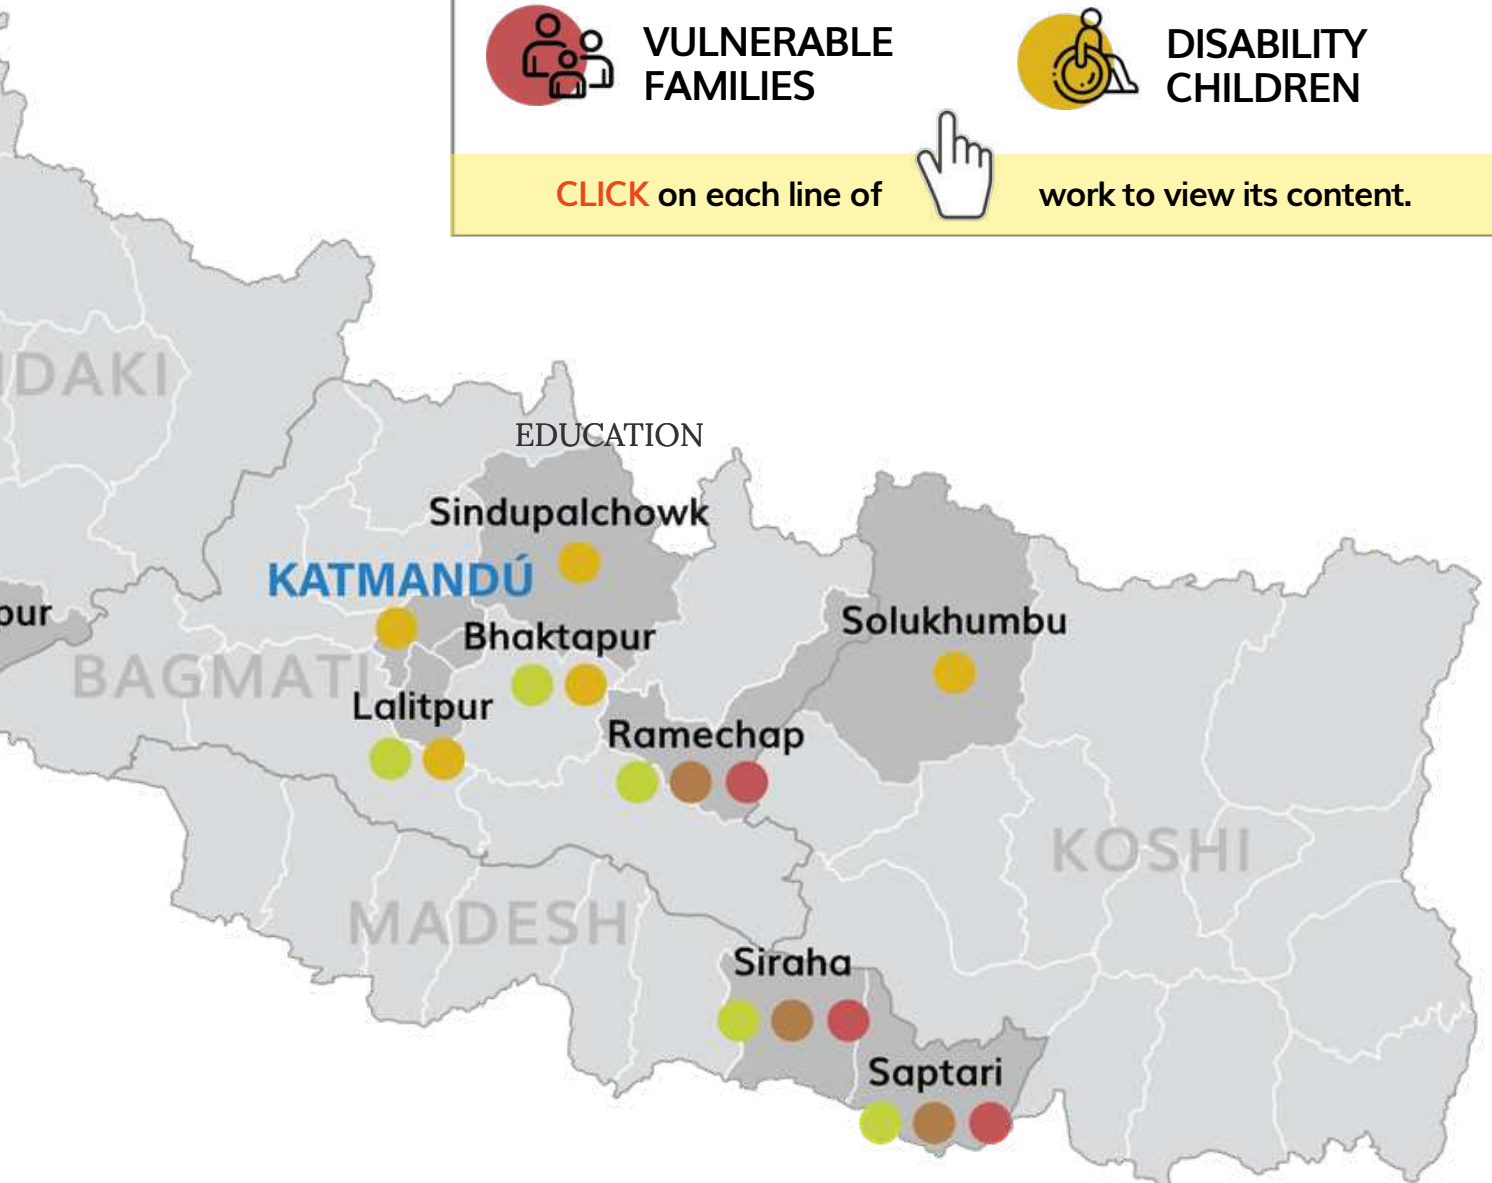 VULNERABLE
FAMILIES
DISABILITY
CHILDREN
CLICK on each line of work to view its content.
DAKI
EDUCATION
Sindupalchowk
KATMANDÚ
Solukhumbu
pur
Bhaktapur
BAGMATI
Lalitpur
Ramechap
KOSHI
MADESH
Siraha
Saptari